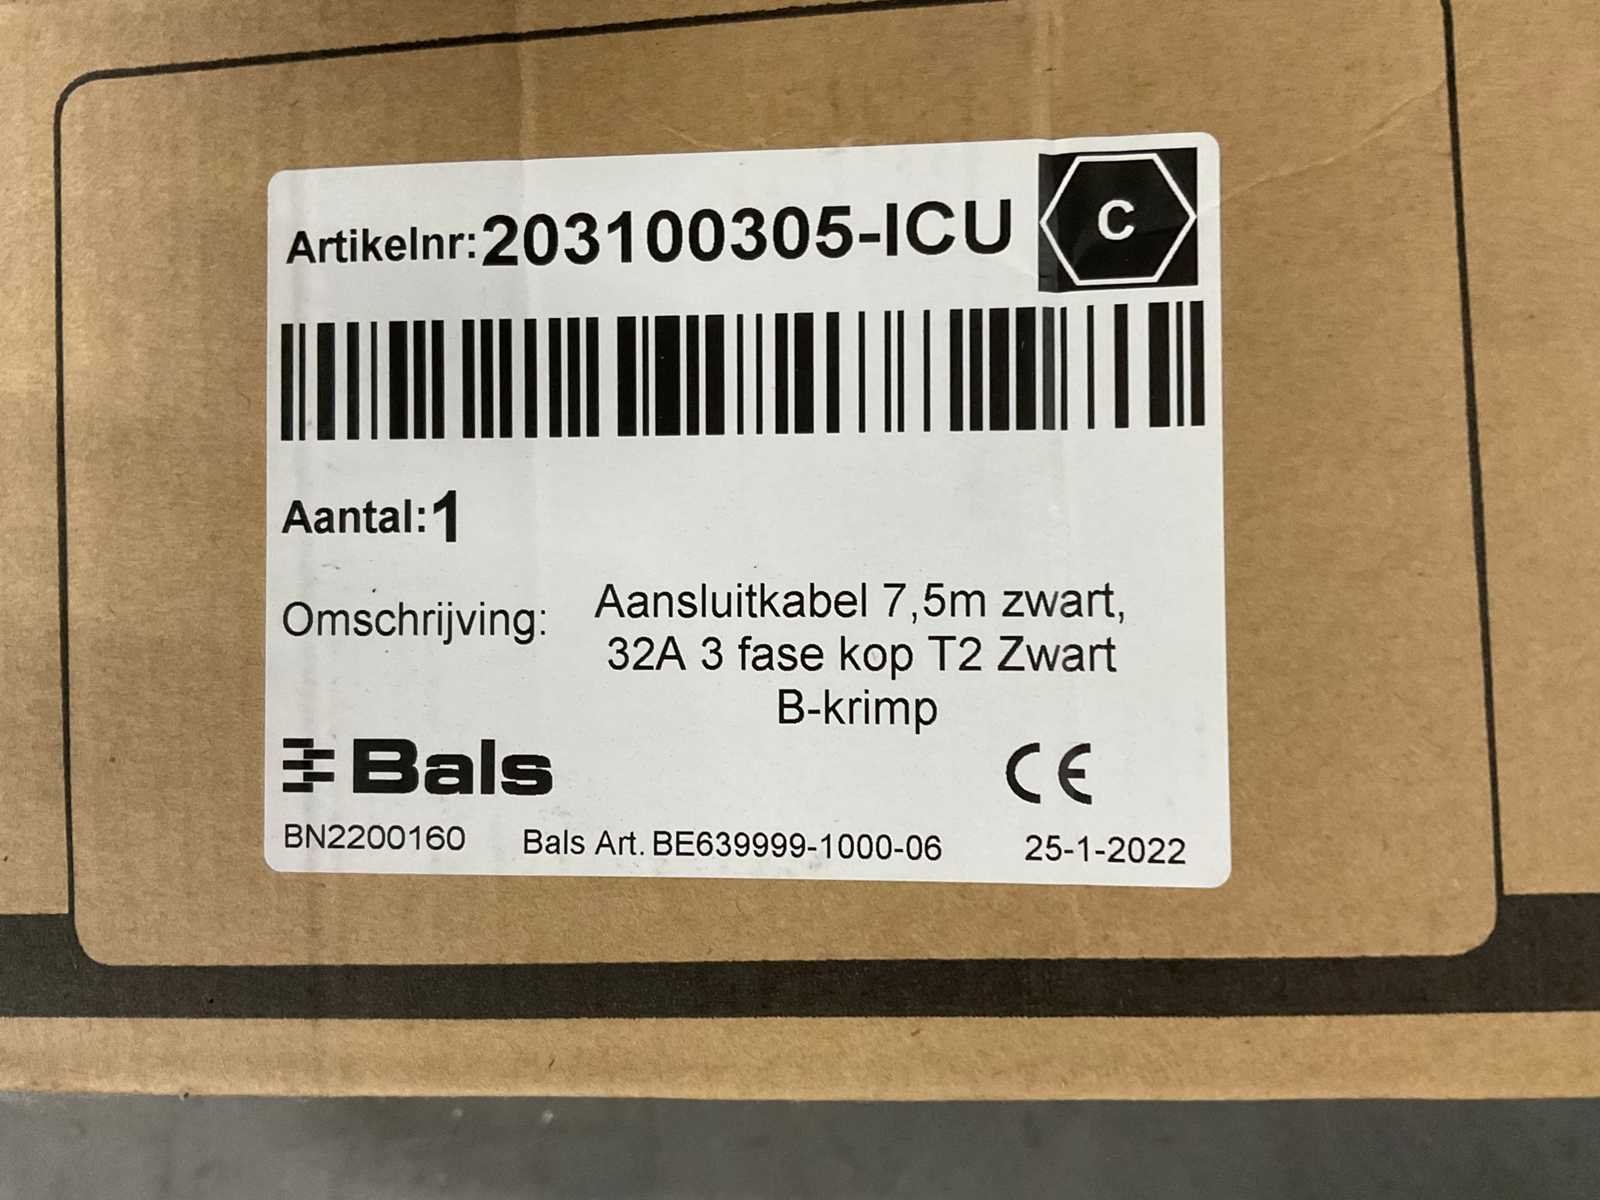 Artikelnr:203100305-ICU
C
Aantal:1
Omschrijving: Aansluitkabel 7,5m zwart,
32A 3 fase kop T2 Zwart
B-krimp
Bals CE
BN2200160 Bals Art. BE639999-1000-06 25-1-2022